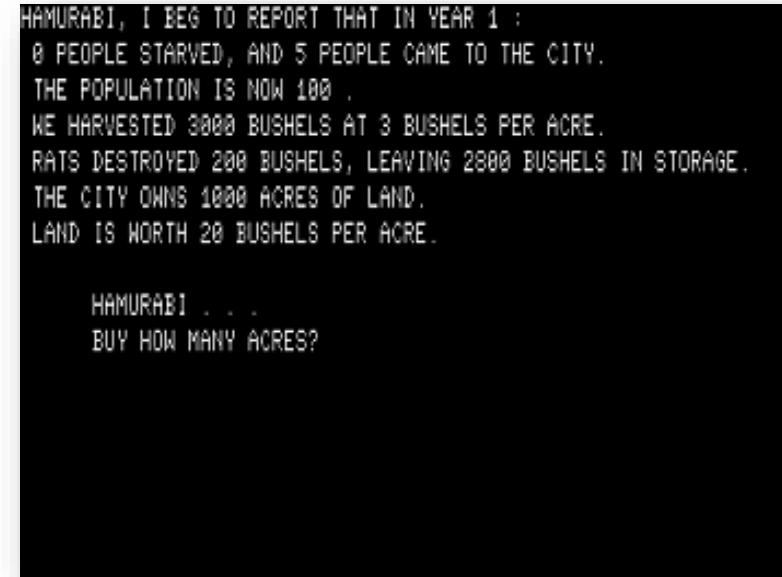 HAMURABI, I BEG TO REPORT THAT IN YEAR 1 :
0 PEOPLE STARVED, AND 5 PEOPLE CAME TO THE CITY.
THE POPULATION IS NOW 100 .
WE HARVESTED 3000 BUSHELS AT 3 BUSHELS PER ACRE.
RATS DESTROYED 200 BUSHELS, LEAVING 2800 BUSHELS IN STORAGE.
THE CITY OWNS 1000 ACRES OF LAND.
LAND IS WORTH 20 BUSHELS PER ACRE.
HAMURABI . . .
BUY HOW MANY ACRES?